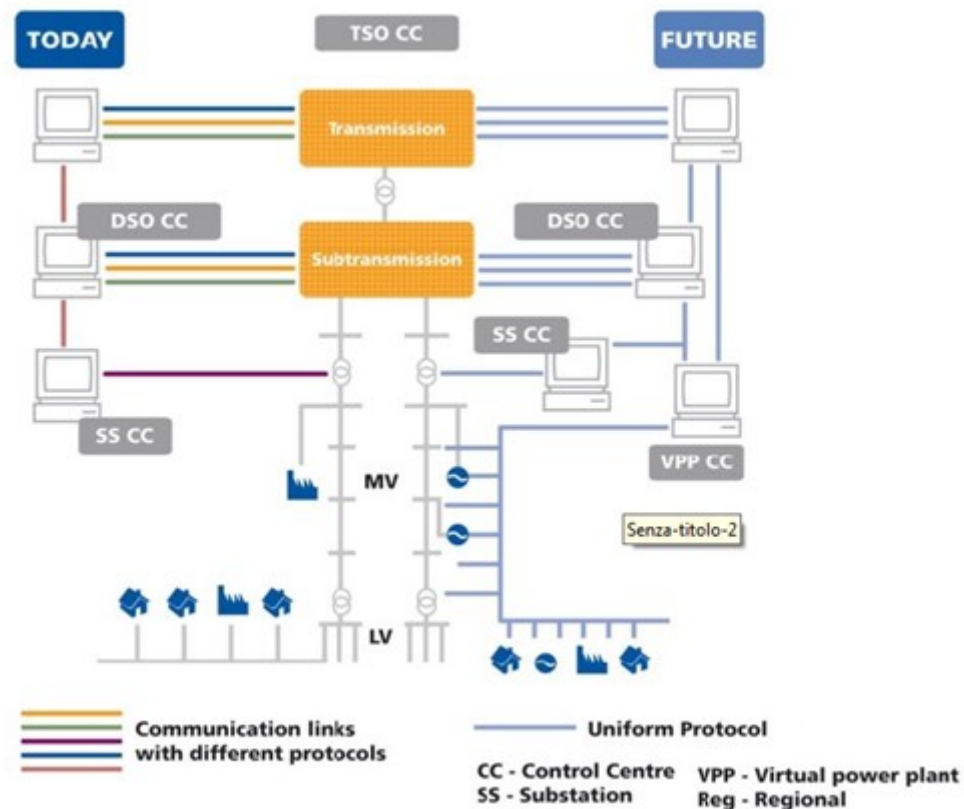 TODAY
TSO CC
FUTURE
Transmission
DSO CC
DSO CC
Subtransmission
SS CC
SS CC
MV
VPP CC
Senza-titolo-2
LV
Communication links
with different protocols
Uniform Protocol
CC - Control Centre
SS - Substation
VPP - Virtual power plant
Reg - Regional